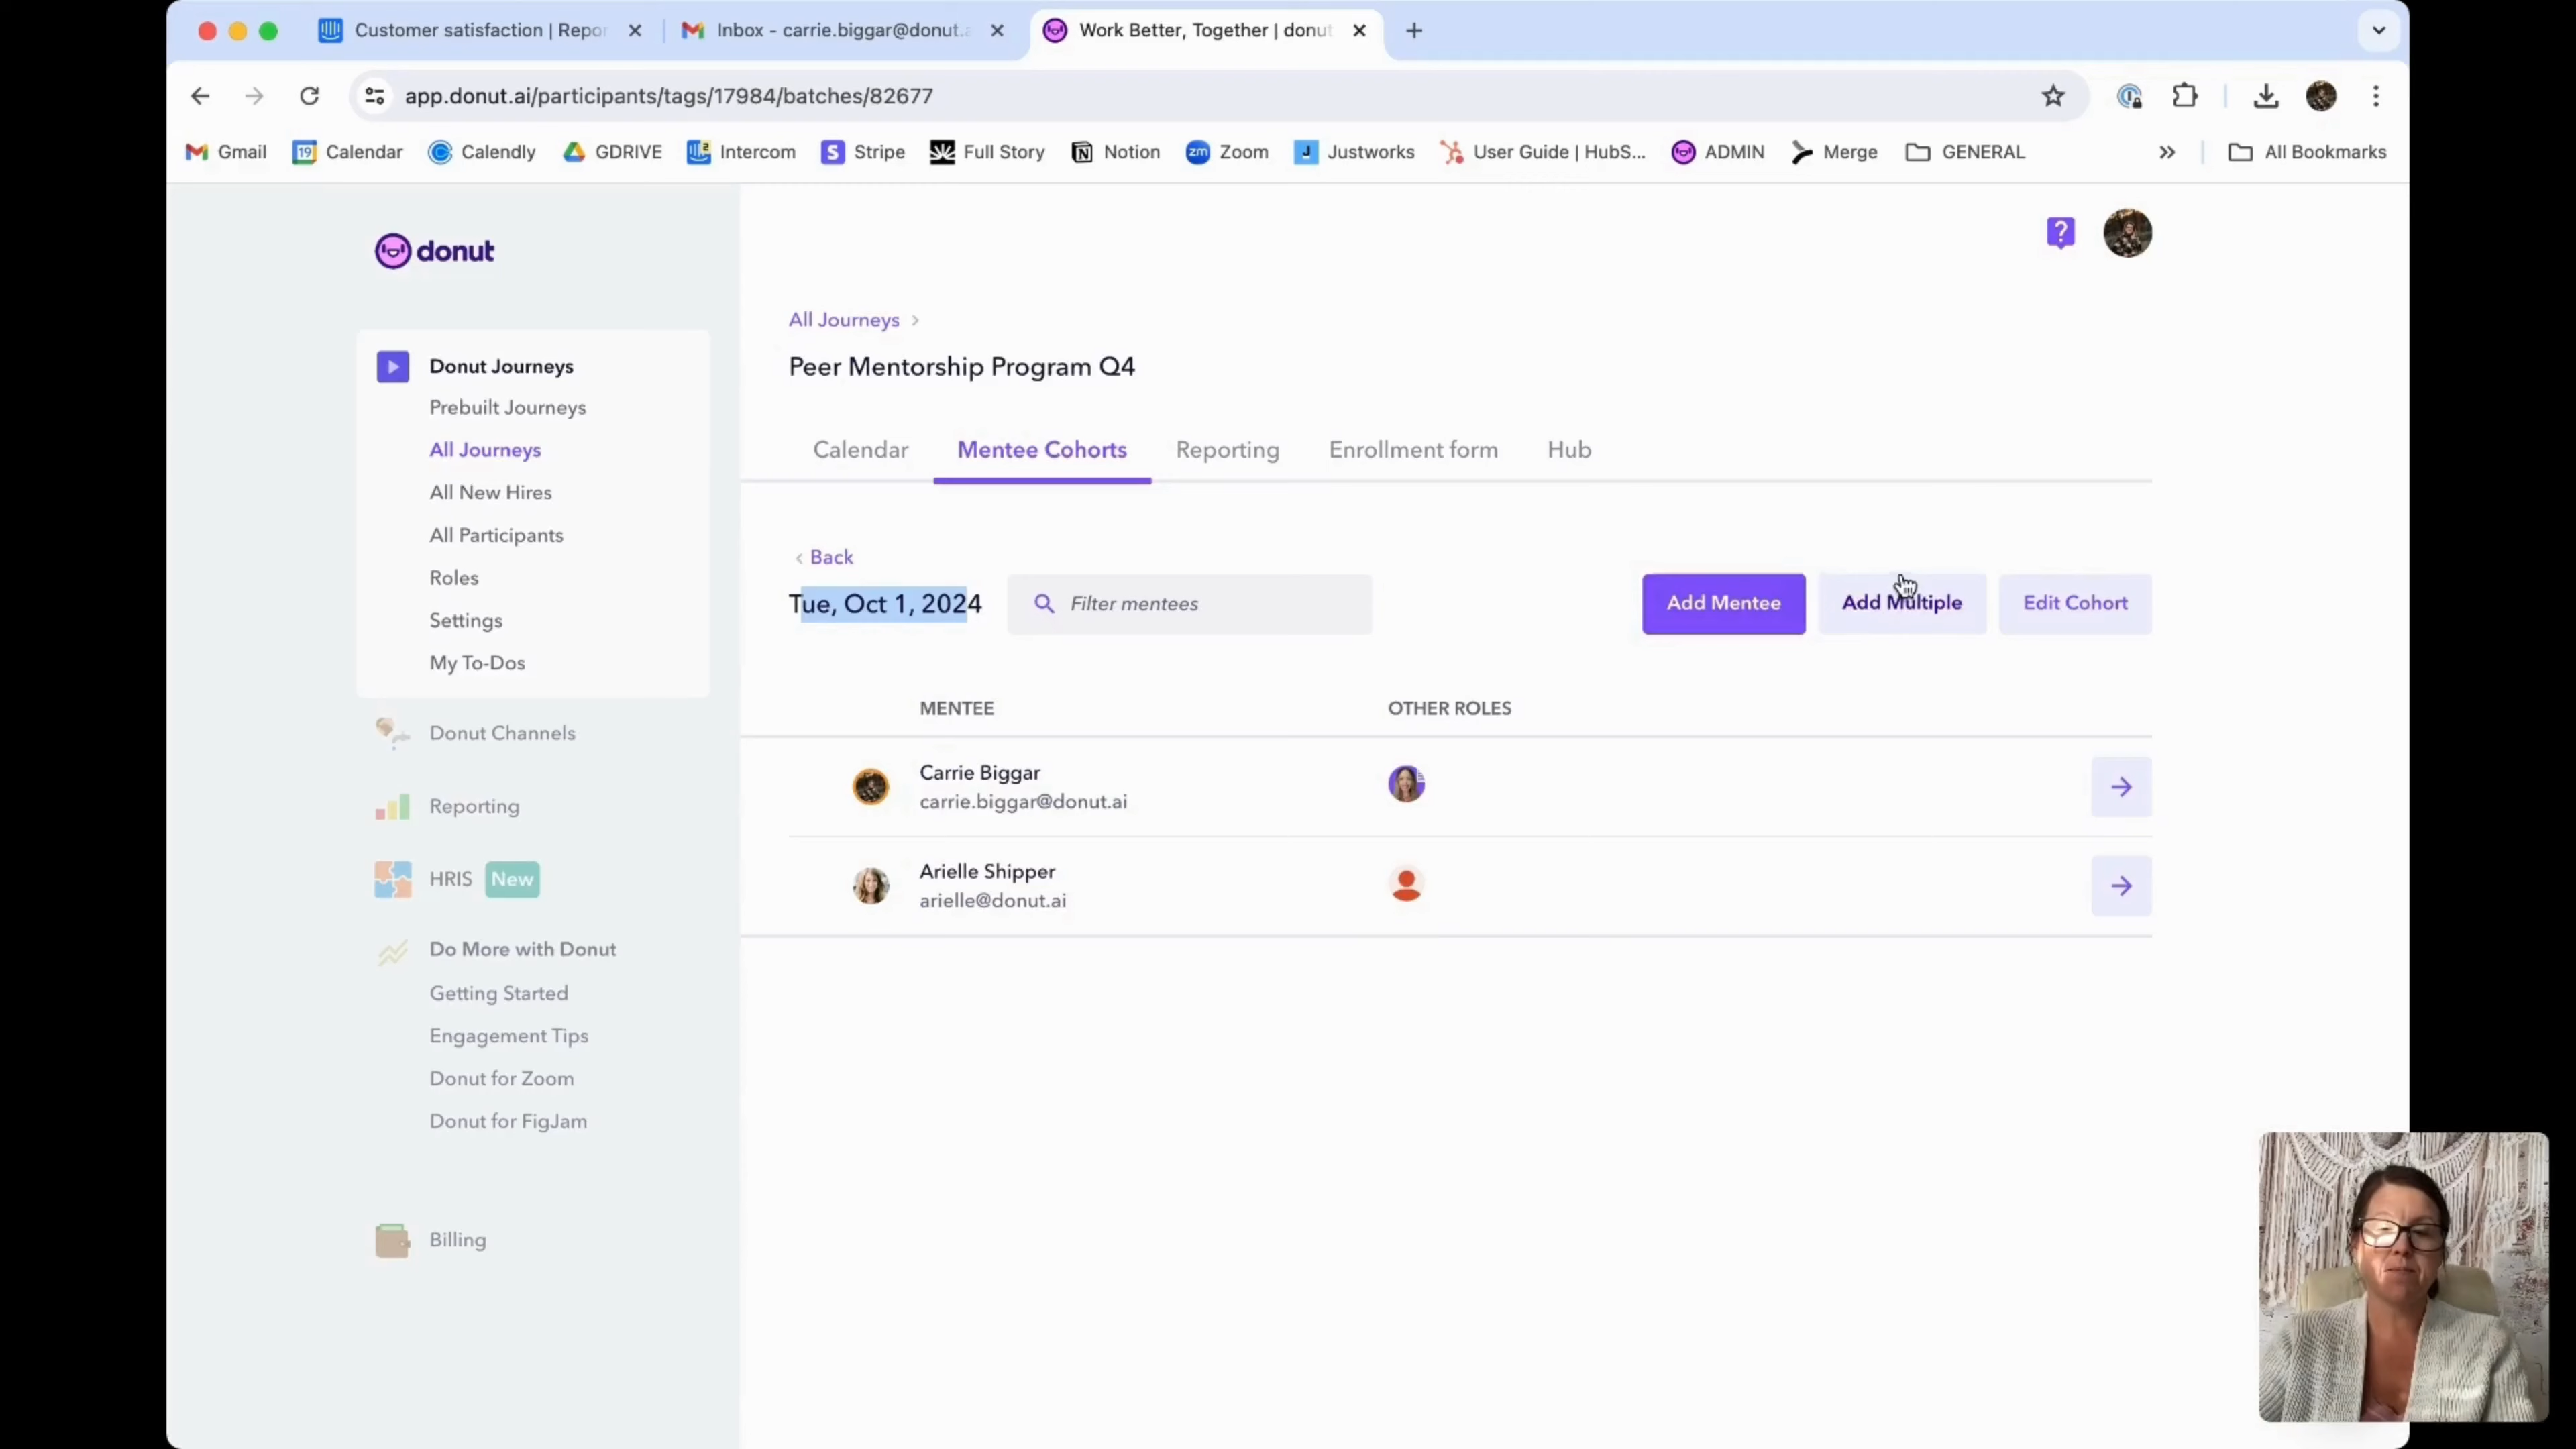 Customer satisfaction | Repor
Inbox - carrie.biggar@donut.a
Work Better, Together | donut
app.donut.ai/participants/tags/17984/batches/82677
Gmail
19 Calendar
Calendly
GDRIVE
2 Intercom
S Stripe
Full Story
Notion
zm Zoom
J Justworks
User Guide | HubS...
ADMIN
Merge
GENERAL
»
All Bookmarks
donut
?
All Journeys >
Peer Mentorship Program Q4
Donut Journeys
Prebuilt Journeys
All Journeys
All New Hires
All Participants
Roles
Settings
My To-Dos
Donut Channels
Reporting
HRIS New
Do More with Donut
Getting Started
Engagement Tips
Donut for Zoom
Donut for FigJam
Billing
Calendar
Mentee Cohorts
Reporting
Enrollment form
Hub
‹ Back
Tue, Oct 1, 2024
Filter mentees
Add Mentee
Add Multiple
Edit Cohort
MENTEE
OTHER ROLES
Carrie Biggar
carrie.biggar@donut.ai
Arielle Shipper
arielle@donut.ai